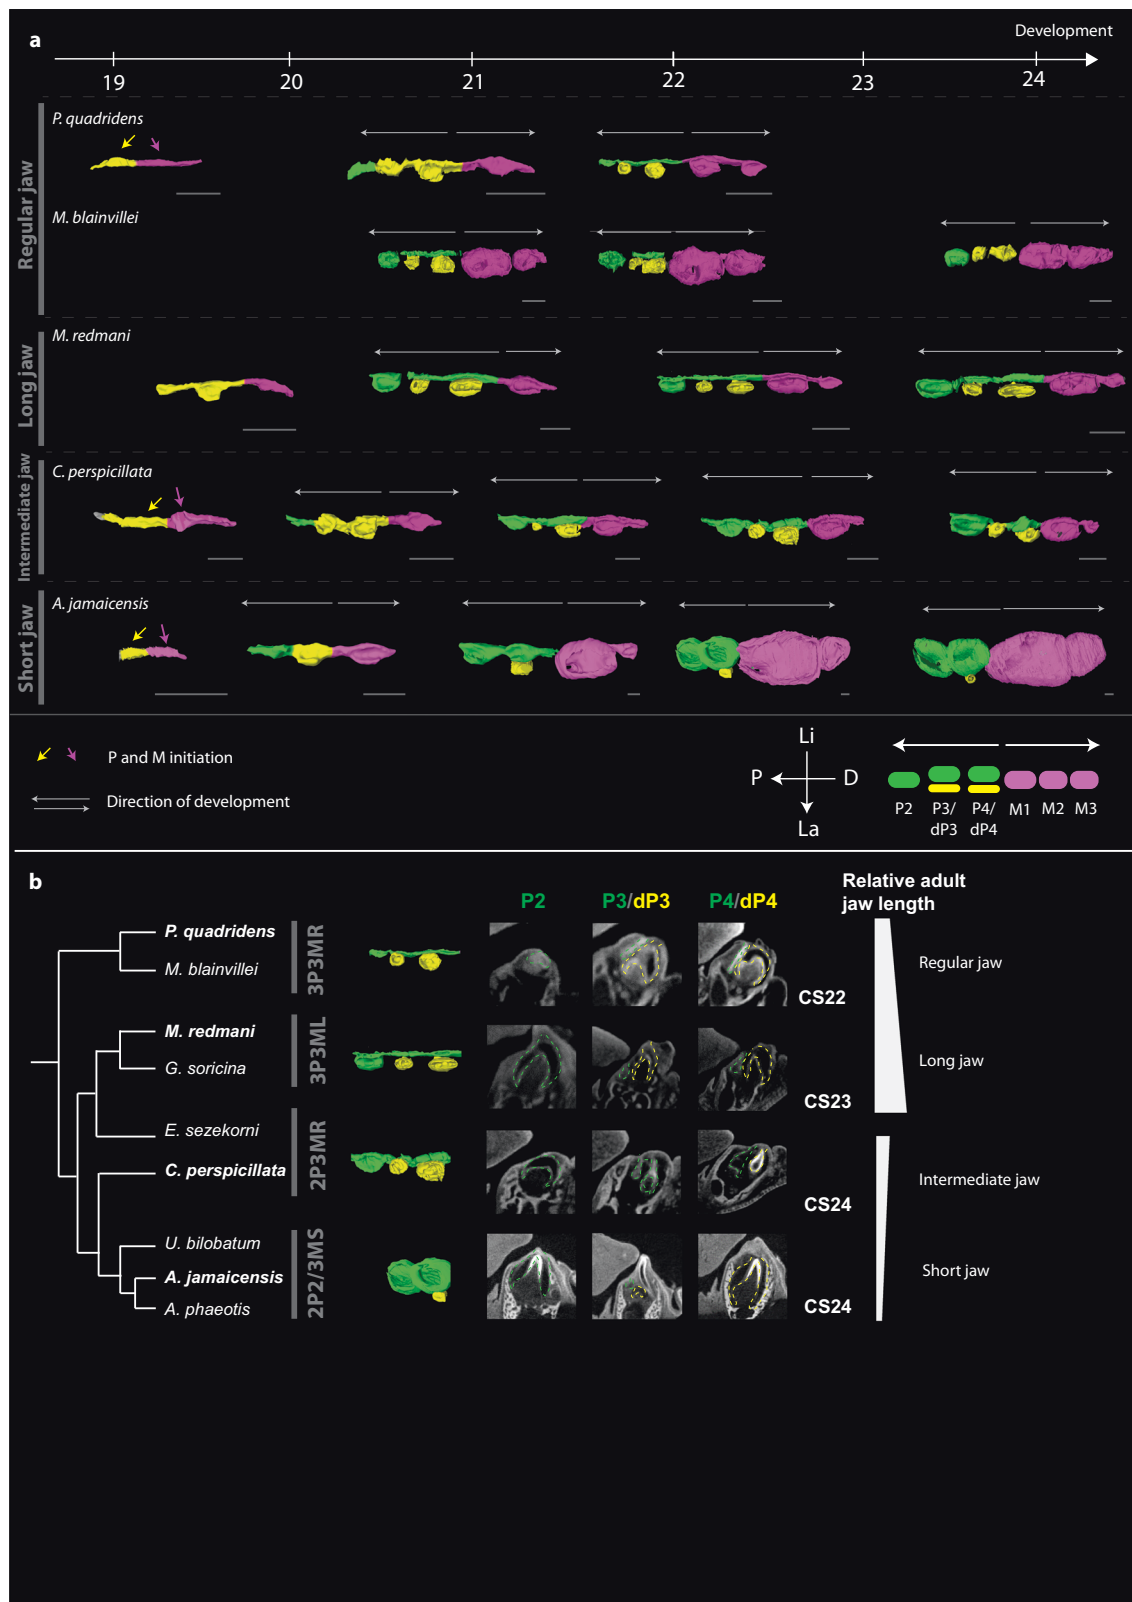 a
Development
19 20 21 22 23 24
Regular jaw
P. quadridens
M. blainvillei
Long jaw
M. redmani
Intermediate jaw
C. perspicillata
Short jaw
A. jamaicensis
P and M initiation
Direction of development
Li
P D
La
P2 P3/ P4/ M1 M2 M3
dP3 dP4
b
P2 P3/dP3 P4/dP4
Relative adult
jaw length
P. quadridens
M. blainvillei
3P3MR
CS22
Regular jaw
M. redmani
G. soricina
3P3ML
CS23
Long jaw
E. sezekorni
C. perspicillata
2P3MR
CS24
Intermediate jaw
U. bilobatum
A. jamaicensis
A. phaeotis
2P2/3MS
CS24
Short jaw